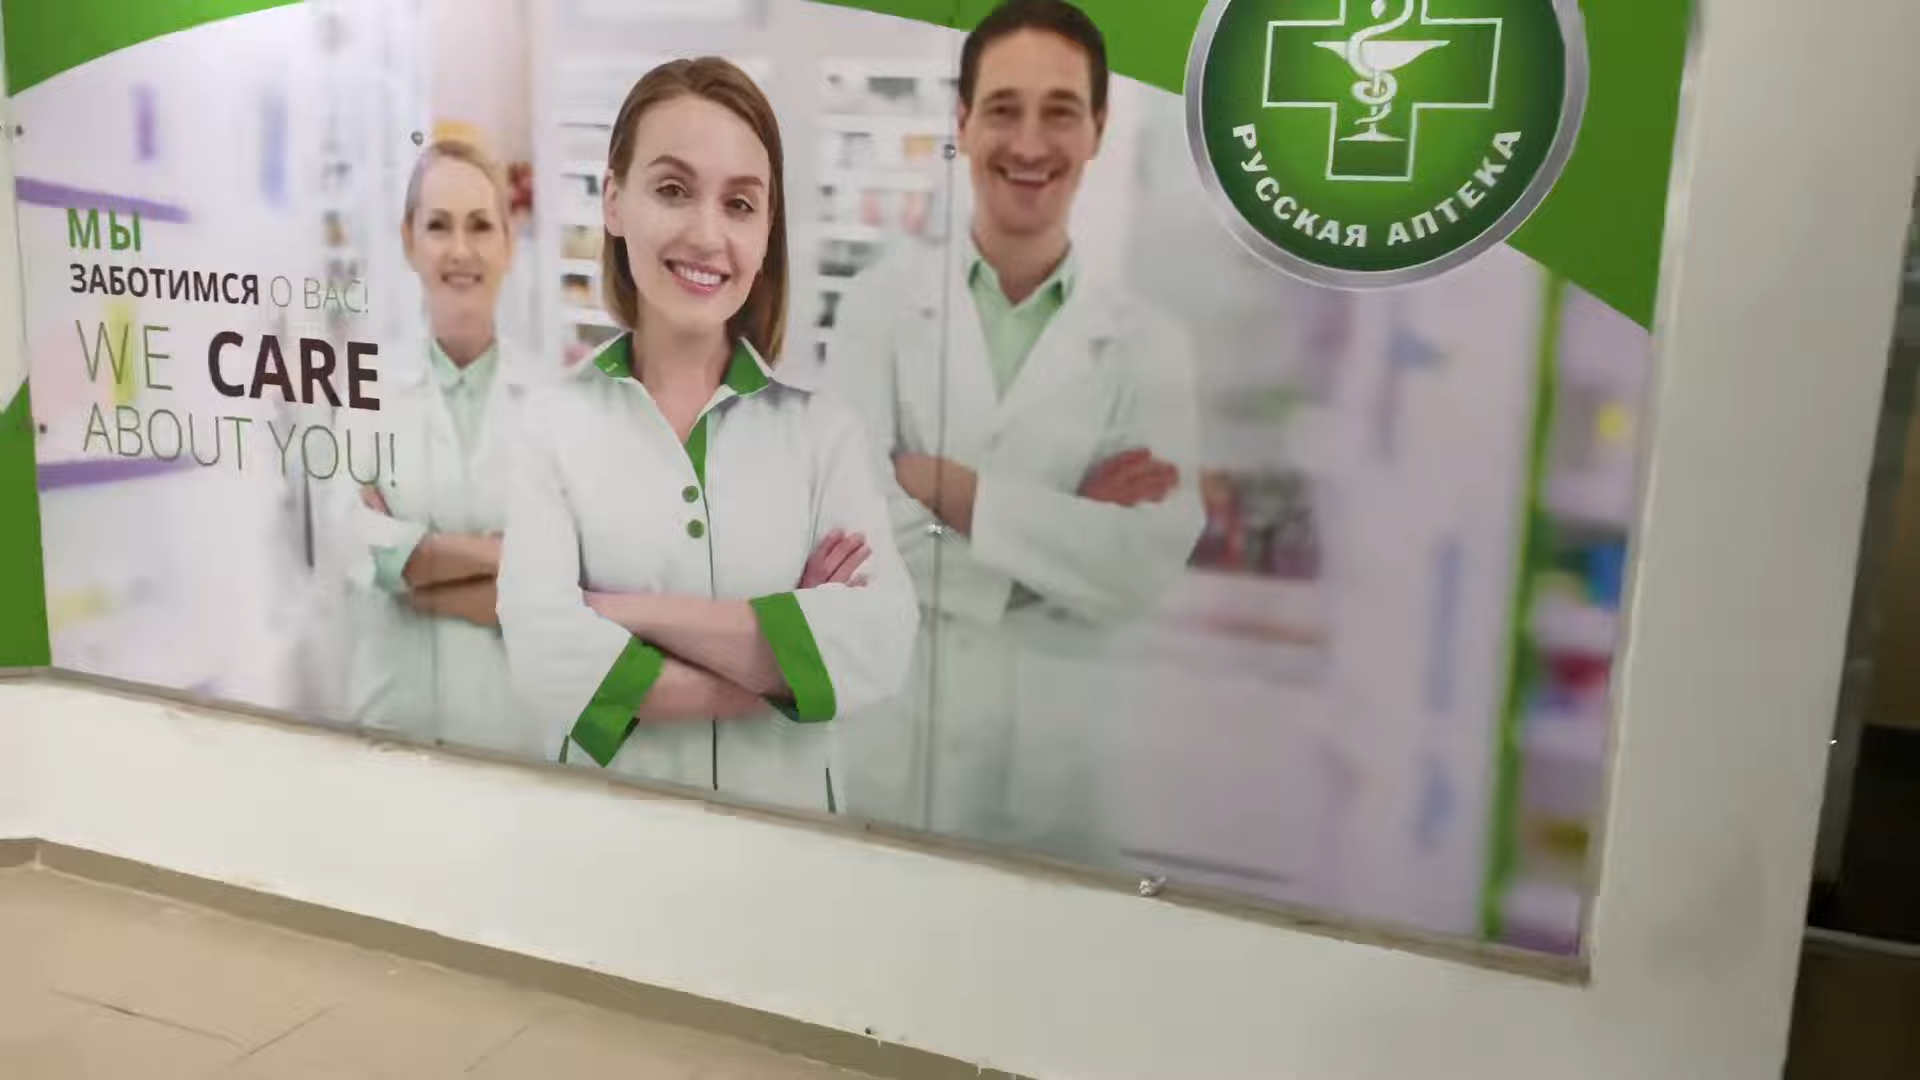 МЫ
ЗАБОТИМСЯ О ВАС!
WE CARE
ABOUT YOU!
РУССКАЯ АПТЕКА